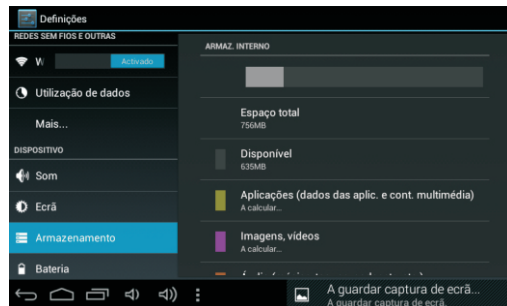 Definições
REDES SEM FIOS E OUTRAS
W
Activado
Utilização de dados
Mais...
DISPOSITIVO
Som
Ecrã
Armazenamento
Bateria
ARMAZ. INTERNO
Espaço total
756MB
Disponível
635MB
Aplicações (dados das aplic. e cont. multimédia)
A calcular...
Imagens, vídeos
A calcular...
A guardar captura de ecrã...
A guardar captura de ecrã.